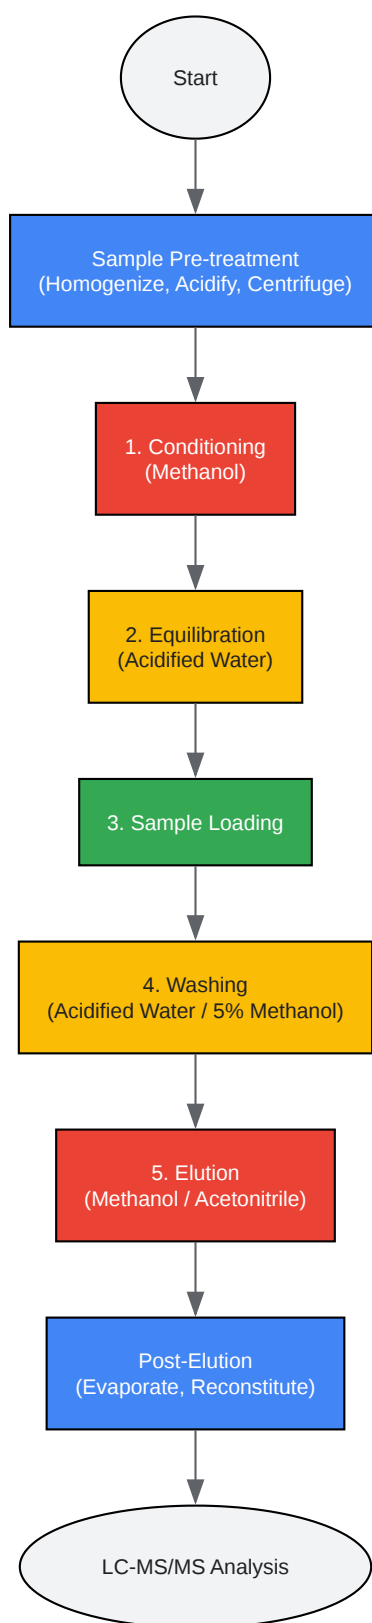 Start
Sample Pre-treatment
(Homogenize, Acidify, Centrifuge)
1. Conditioning
(Methanol)
2. Equilibration
(Acidified Water)
3. Sample Loading
4. Washing
(Acidified Water / 5% Methanol)
5. Elution
(Methanol / Acetonitrile)
Post-Elution
(Evaporate, Reconstitute)
LC-MS/MS Analysis